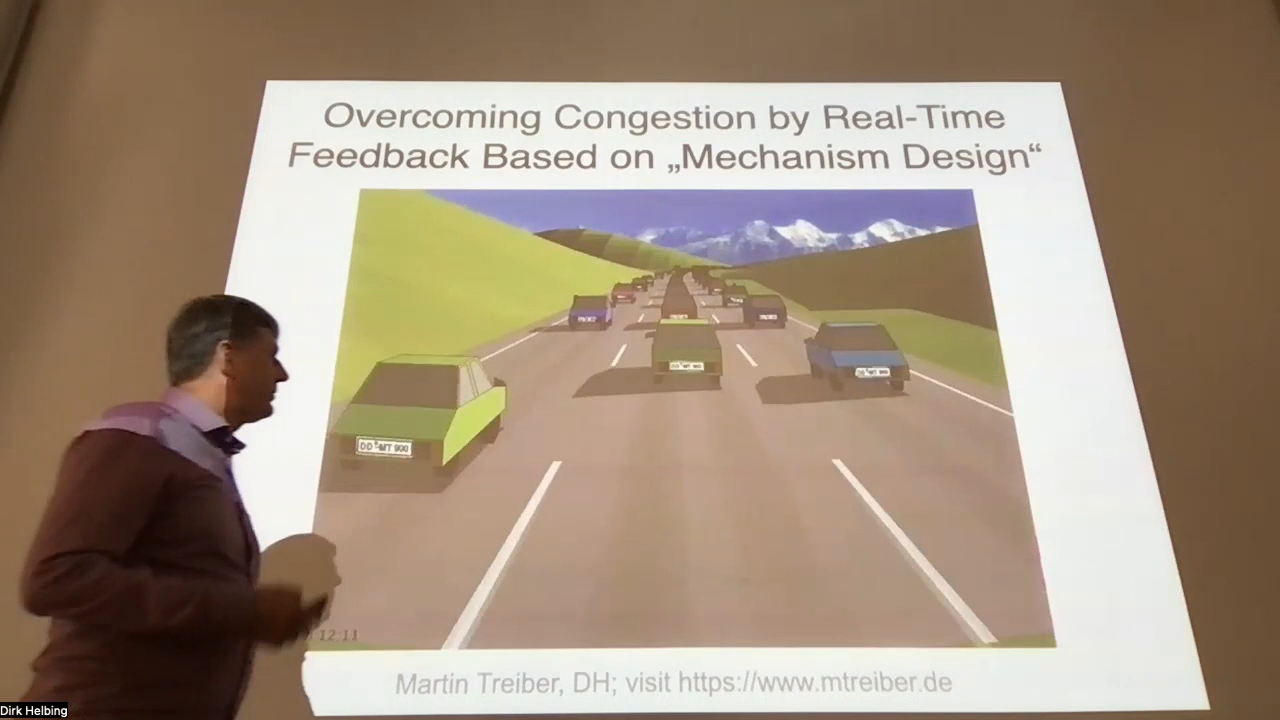 Overcoming Congestion by Real-Time
Feedback Based on „Mechanism Design“
DD-MT 900
12:11
Martin Treiber, DH; visit https://www.mtreiber.de
Dirk Helbing